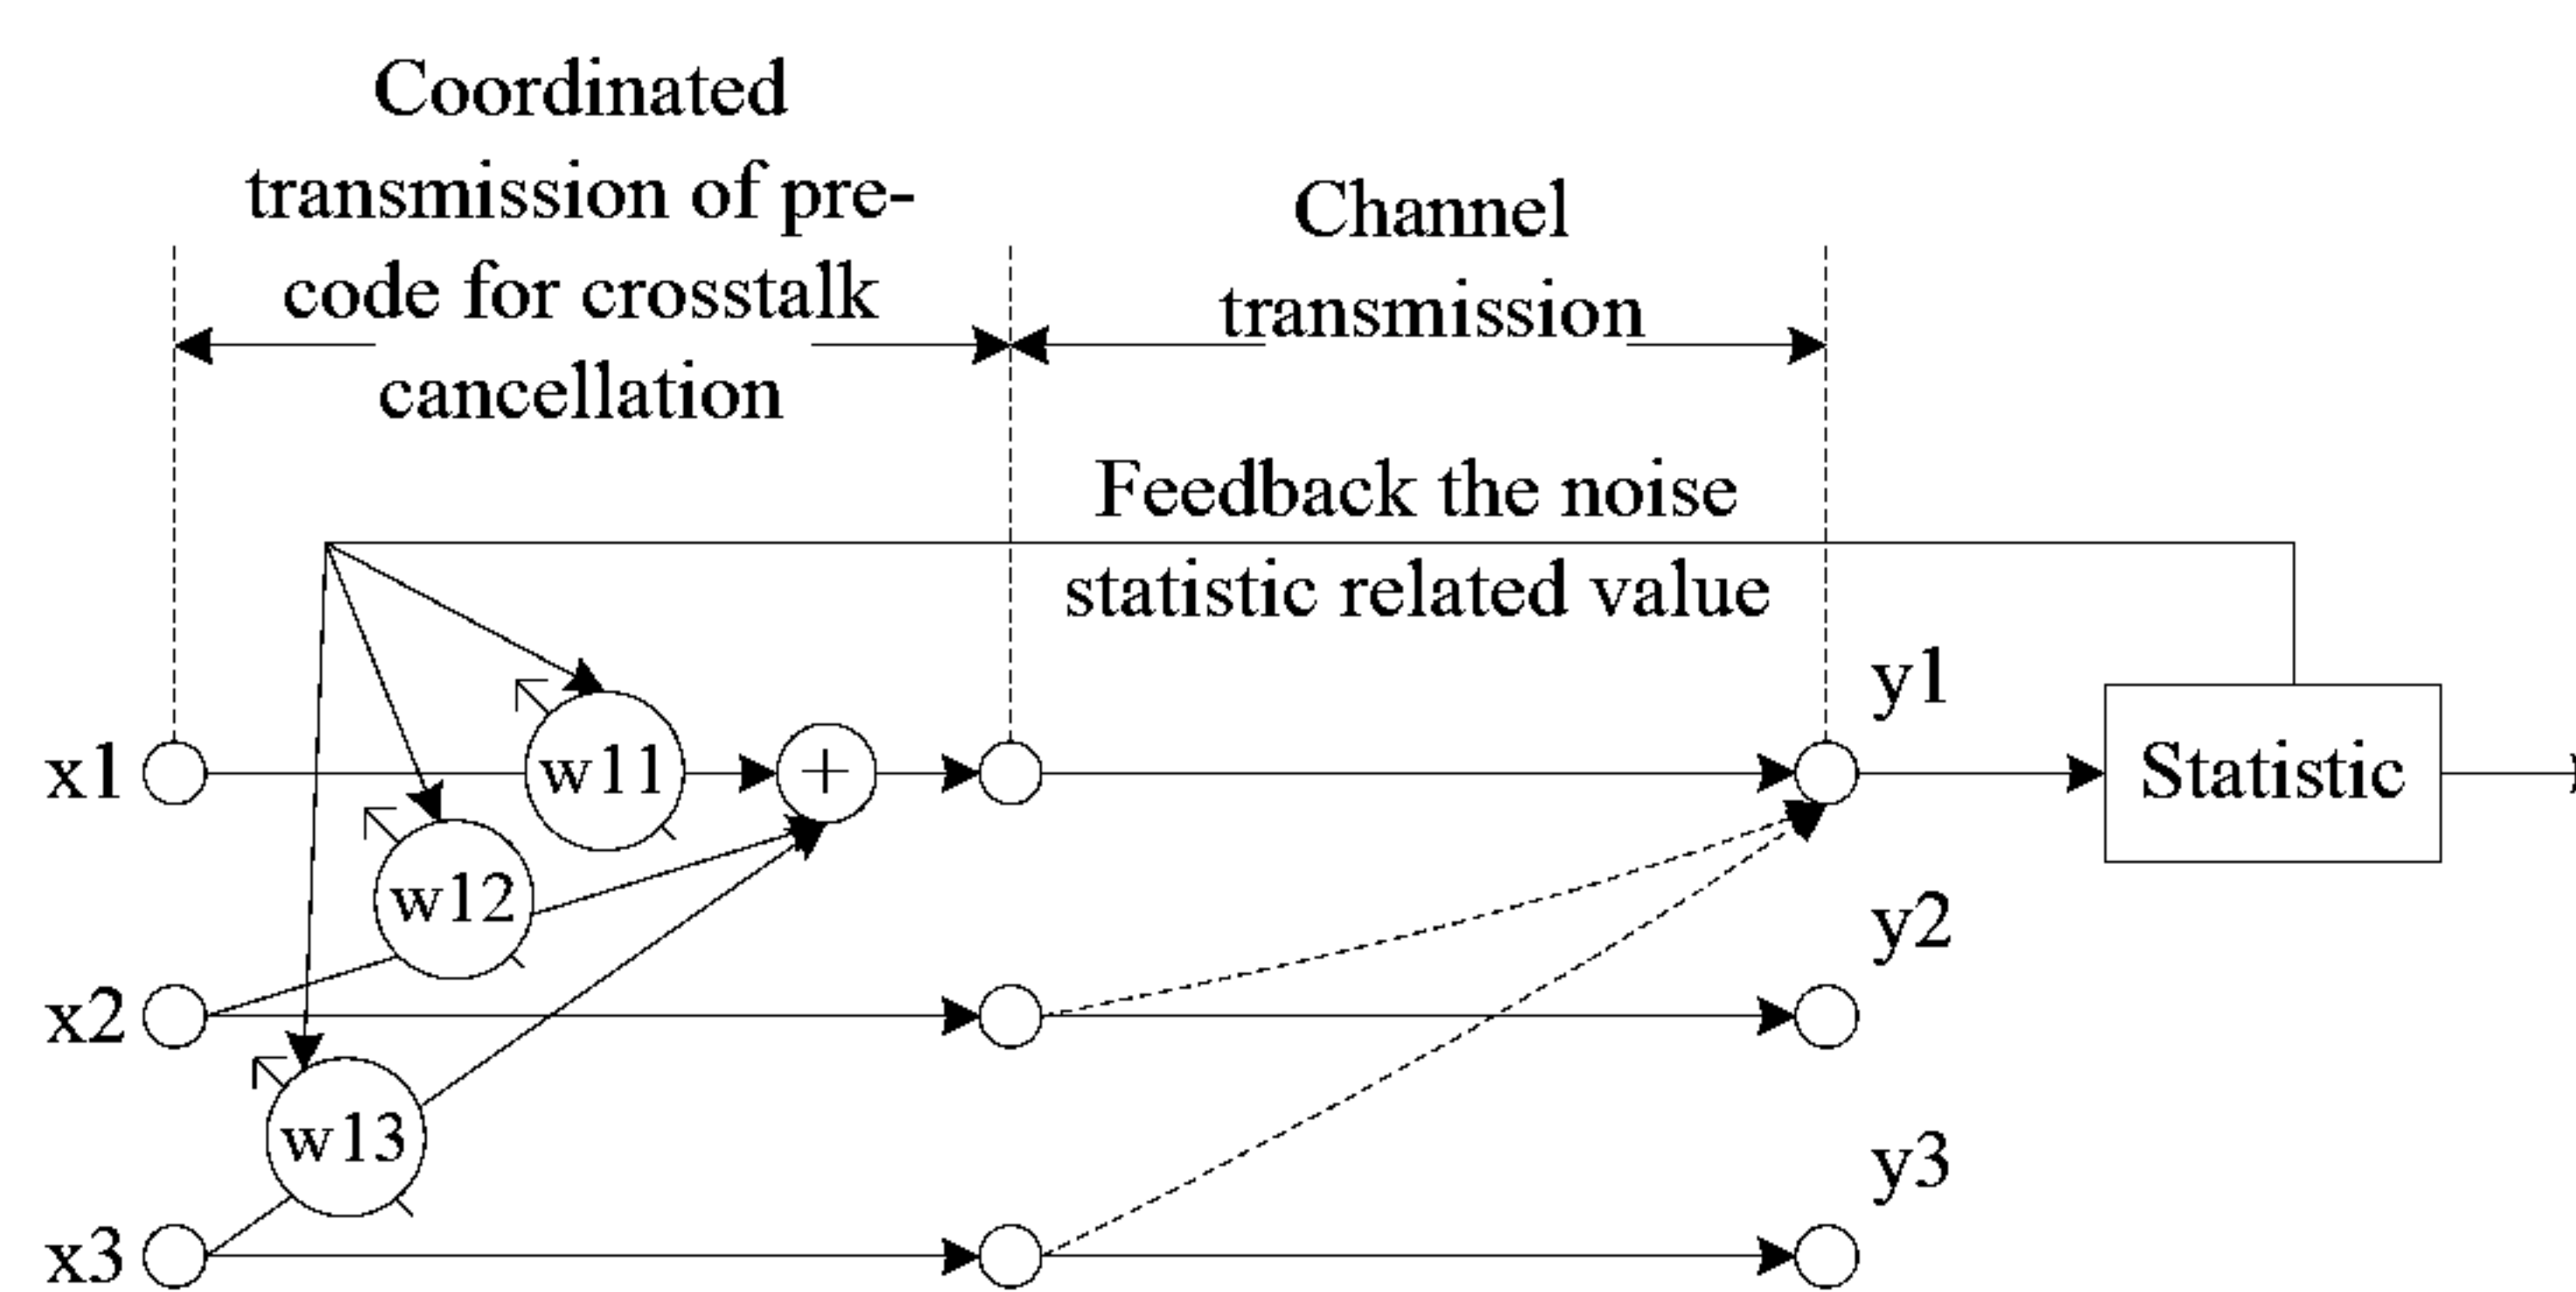 Coordinated
transmission of pre-
code for crosstalk
cancellation
Channel
transmission
Feedback the noise
statistic related value
y1
x1
w11
+
Statistic
w12
y2
x2
w13
y3
x3